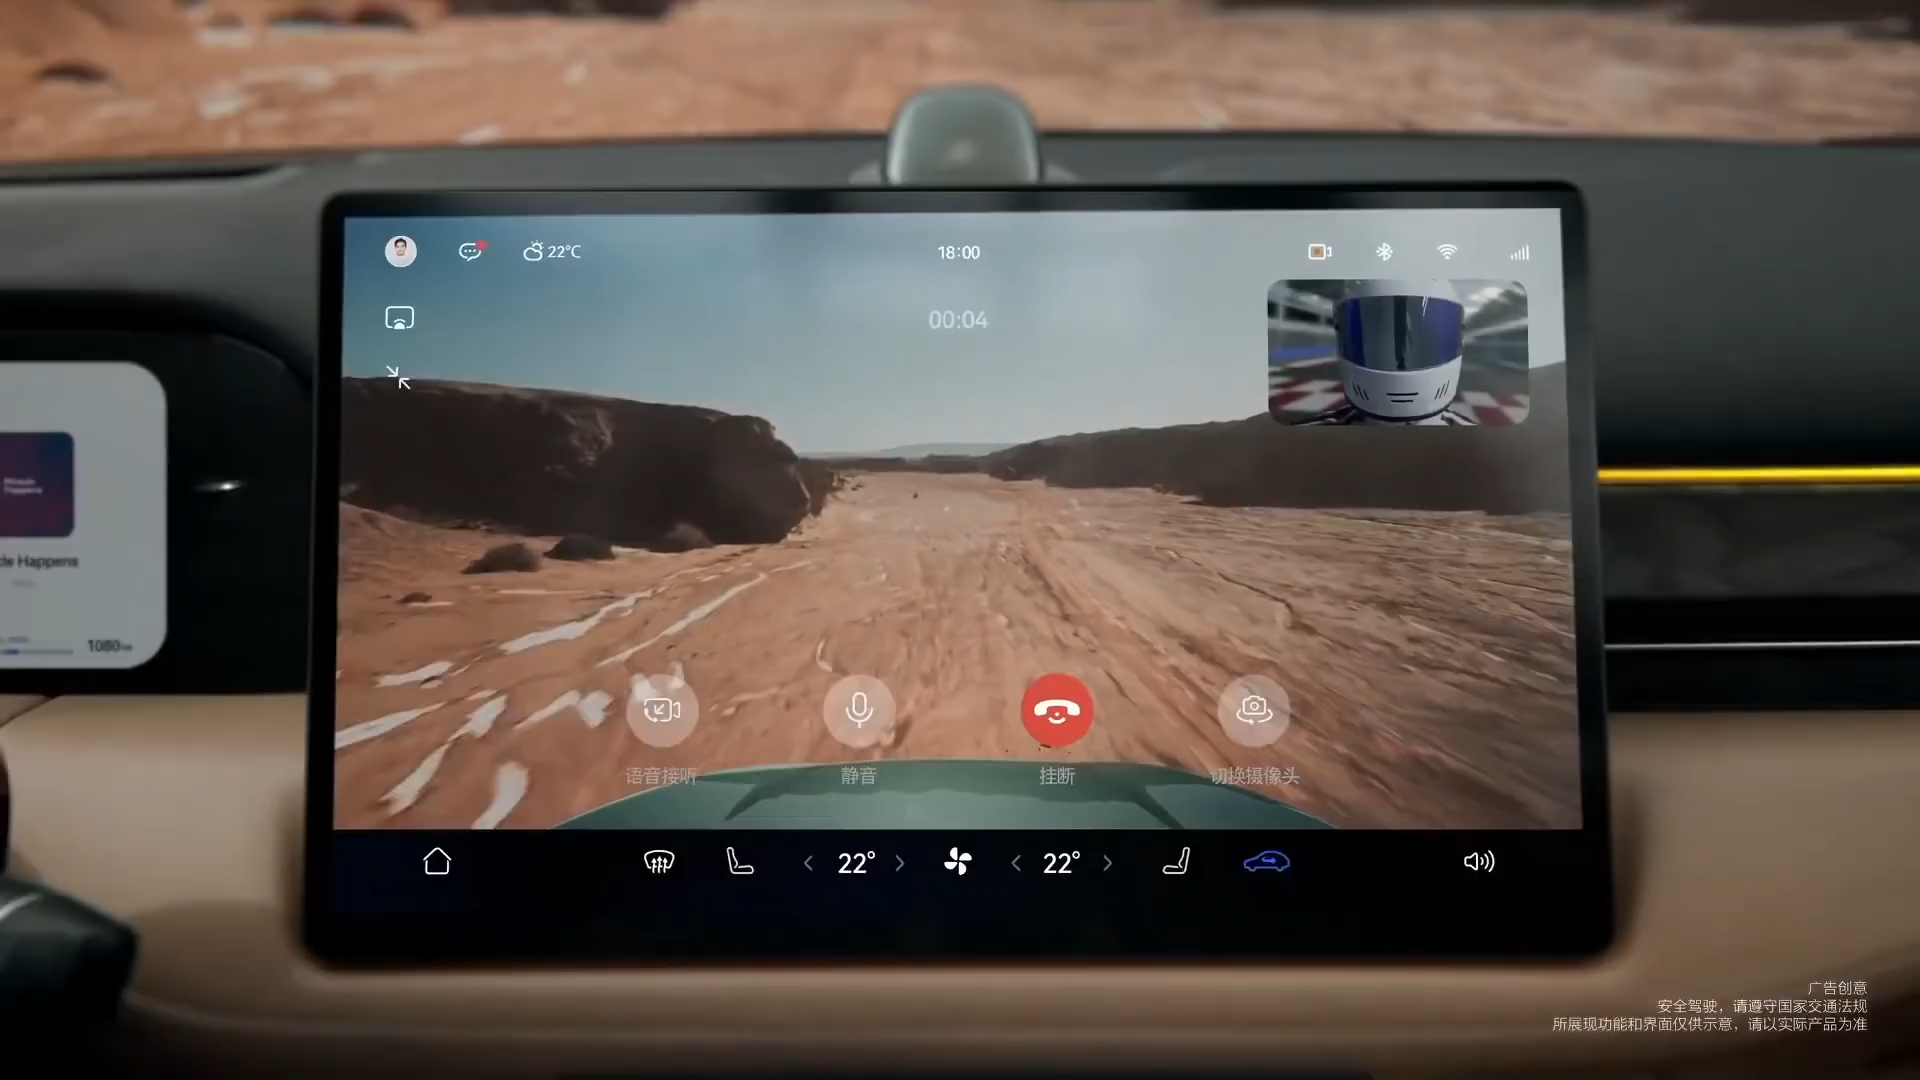 22°C
18:00
00:04
语音接听
静音
挂断
切换摄像头
Happens
1080
22°
22°
广告创意
安全驾驶，请遵守国家交通法规
所展现功能和界面仅供示意，请以实际产品为准